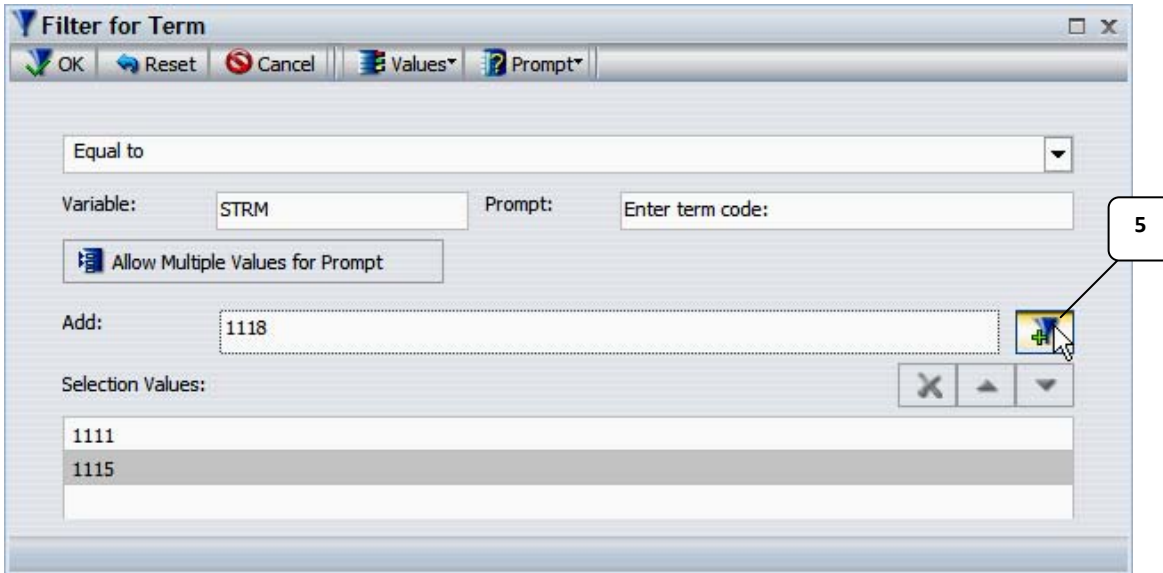 Filter for Term
OK Reset Cancel Values Prompt
Equal to
Variable: STRM Prompt: Enter term code:
5
Allow Multiple Values for Prompt
Add: 1118
Selection Values:
1111
1115